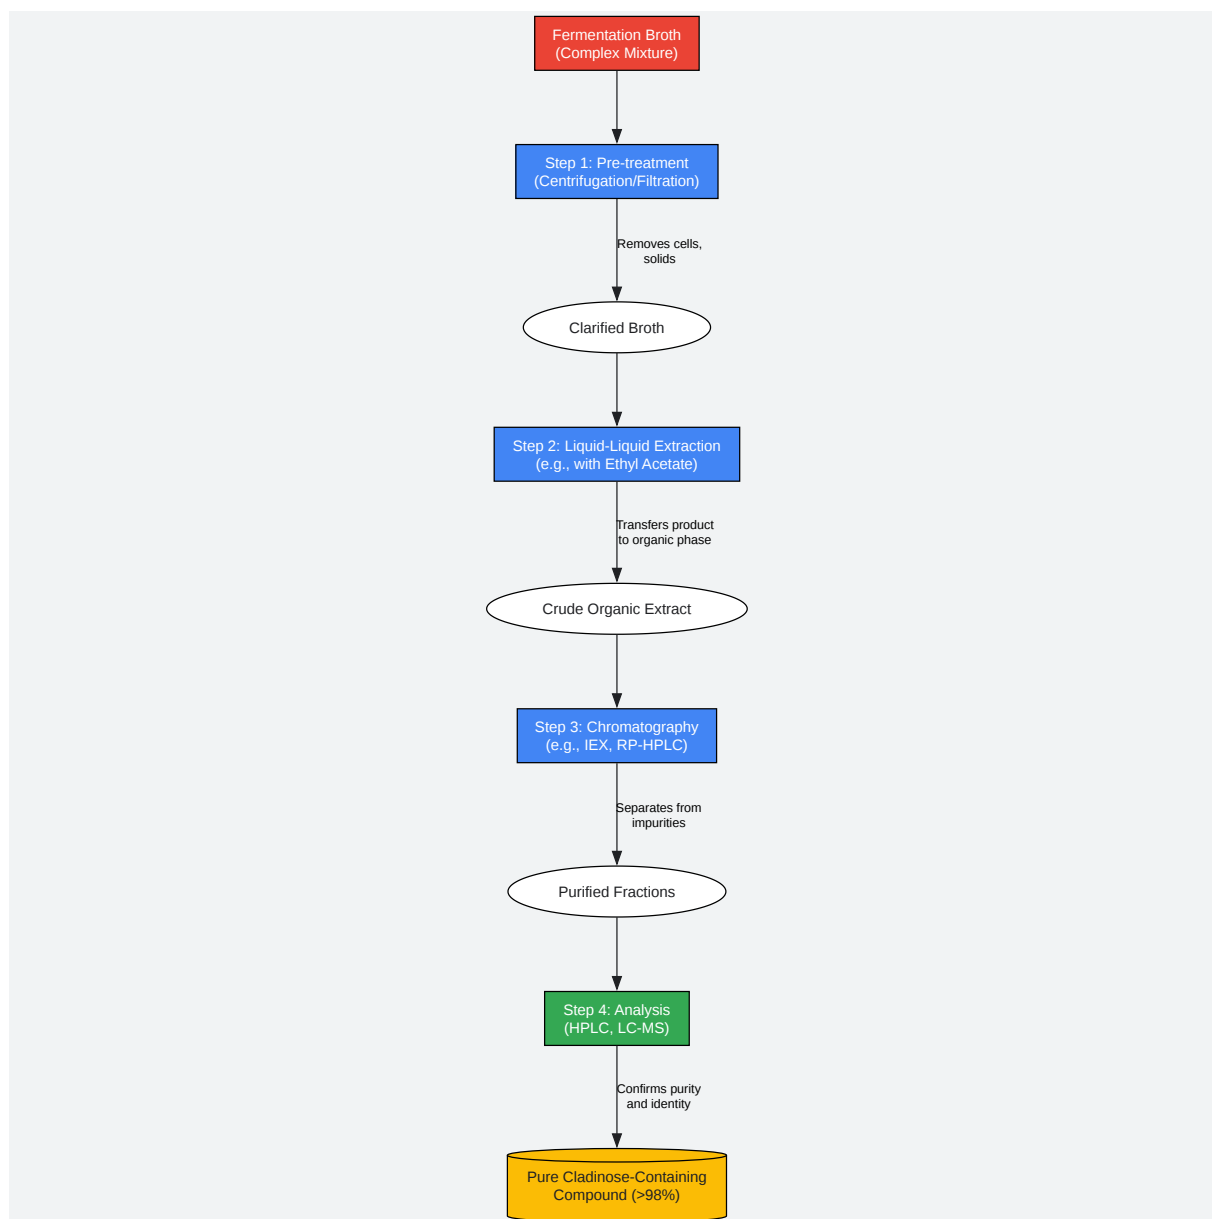 Fermentation Broth
(Complex Mixture)
Step 1: Pre-treatment
(Centrifugation/Filtration)
Removes cells,
solids
Clarified Broth
Step 2: Liquid-Liquid Extraction
(e.g., with Ethyl Acetate)
Transfers product
to organic phase
Crude Organic Extract
Step 3: Chromatography
(e.g., IEX, RP-HPLC)
Separates from
impurities
Purified Fractions
Step 4: Analysis
(HPLC, LC-MS)
Confirms purity
and identity
Pure Cladinose-Containing
Compound (>98%)